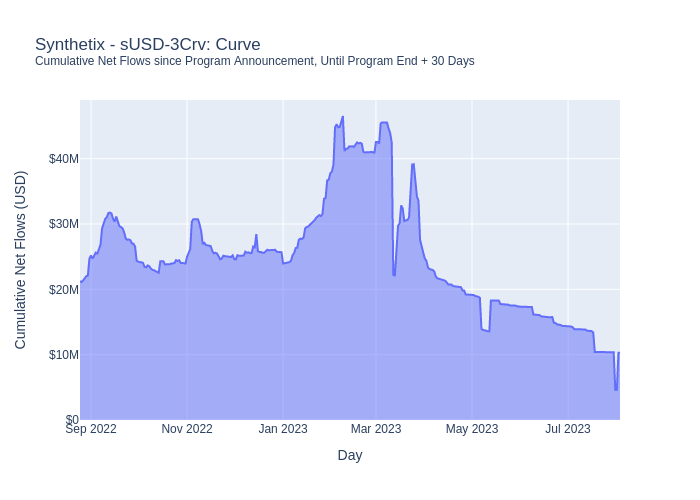 Synthetix - sUSD-3Crv: Curve
Cumulative Net Flows since Program Announcement, Until Program End + 30 Days
Cumulative Net Flows (USD)
$40M
$30M
$20M
$10M
$0
Sep 2022
Nov 2022
Jan 2023
Mar 2023
May 2023
Jul 2023
Day